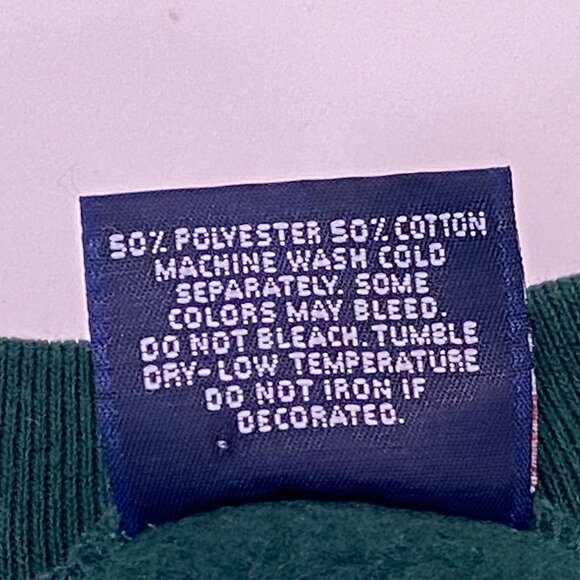 50% POLYESTER 50% COTTON
MACHINE WASH COLD
SEPARATELY. SOME
COLORS MAY BLEED.
DO NOT BLEACH. TUMBLE
DRY-LOW TEMPERATURE
DO NOT IRON IF
DECORATED.